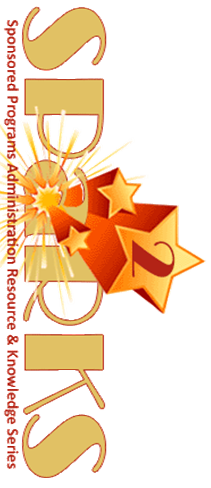 SPARKS
2
Sponsored Programs Administration Resource & Knowledge Series